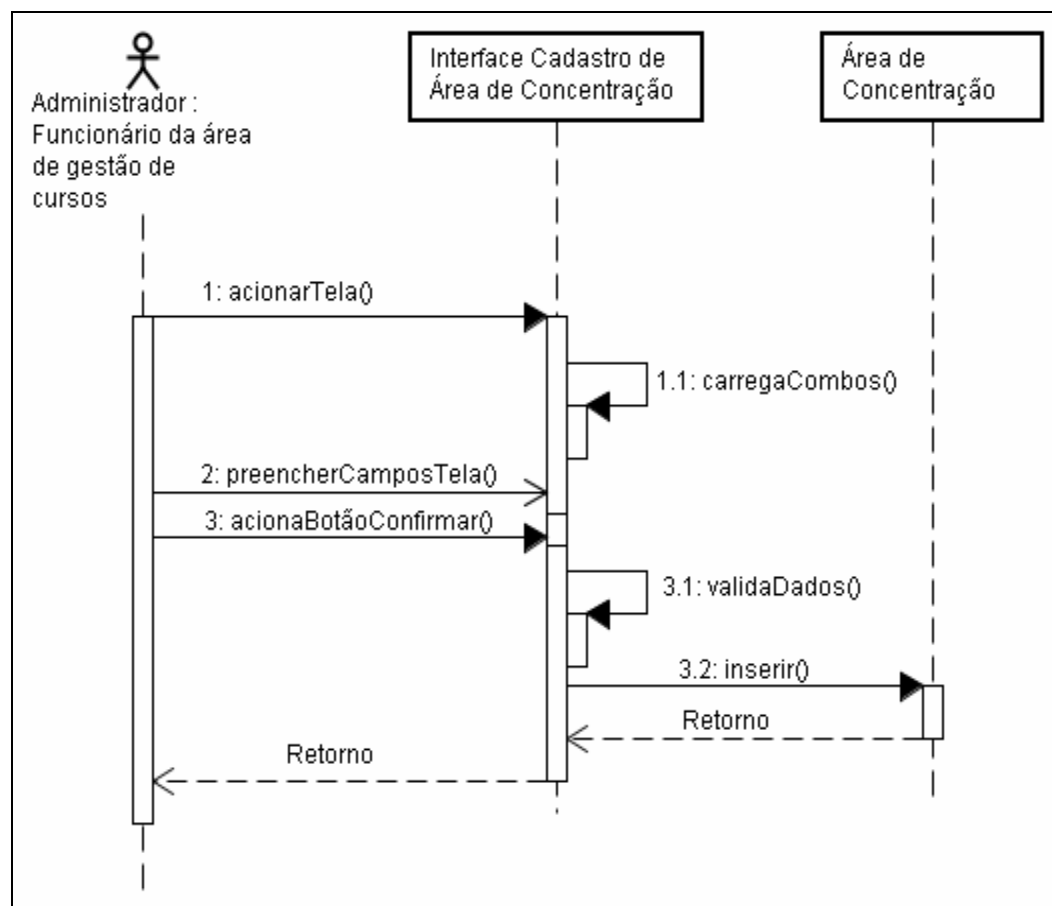 Administrador :
Funcionário da área
de gestão de
cursos
Interface Cadastro de
Área de Concentração
Área de
Concentração
1: acionarTela()
1.1: carregaCombos()
2: preencherCamposTela()
3: acionaBotãoConfirmar()
3.1: validaDados()
3.2: inserir()
Retorno
Retorno